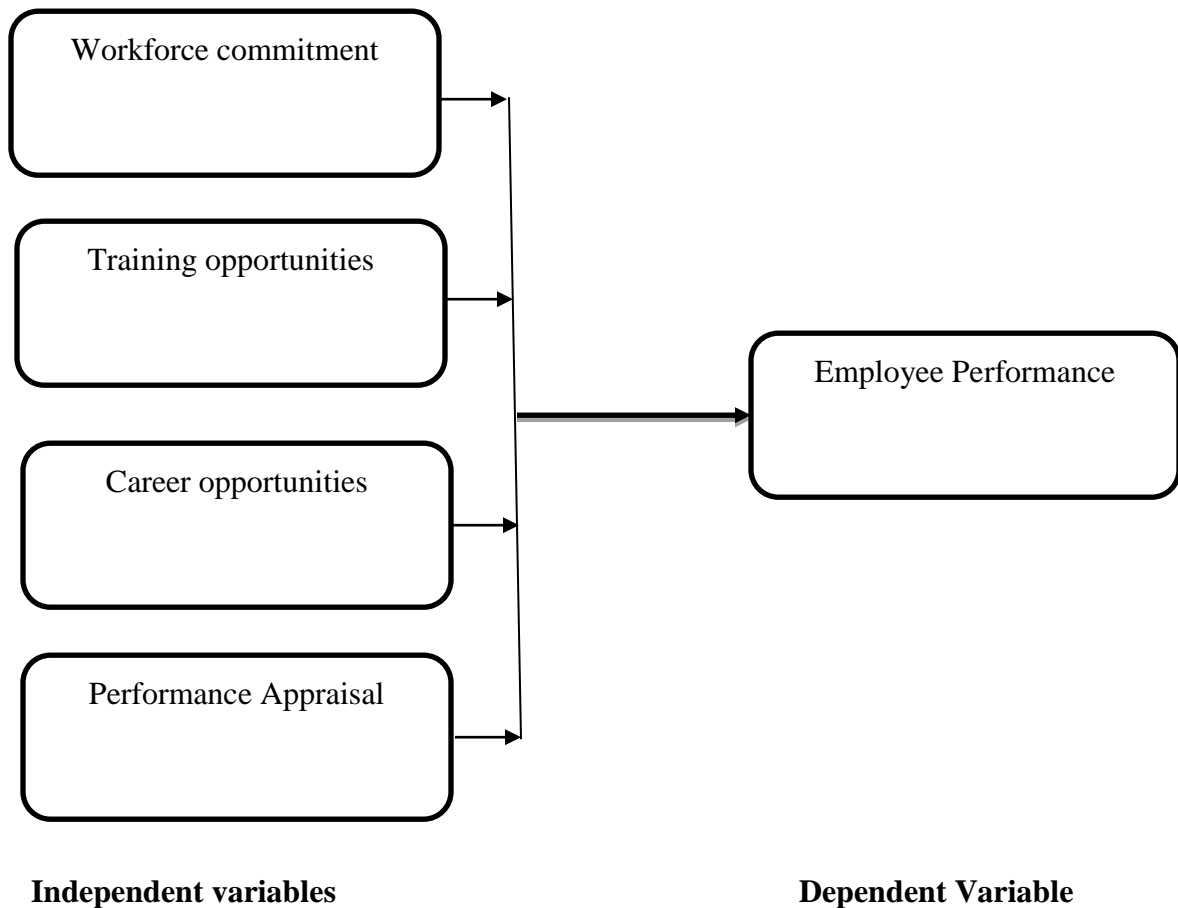 Workforce commitment
Training opportunities
Employee Performance
Career opportunities
Performance Appraisal
Independent variables
Dependent Variable